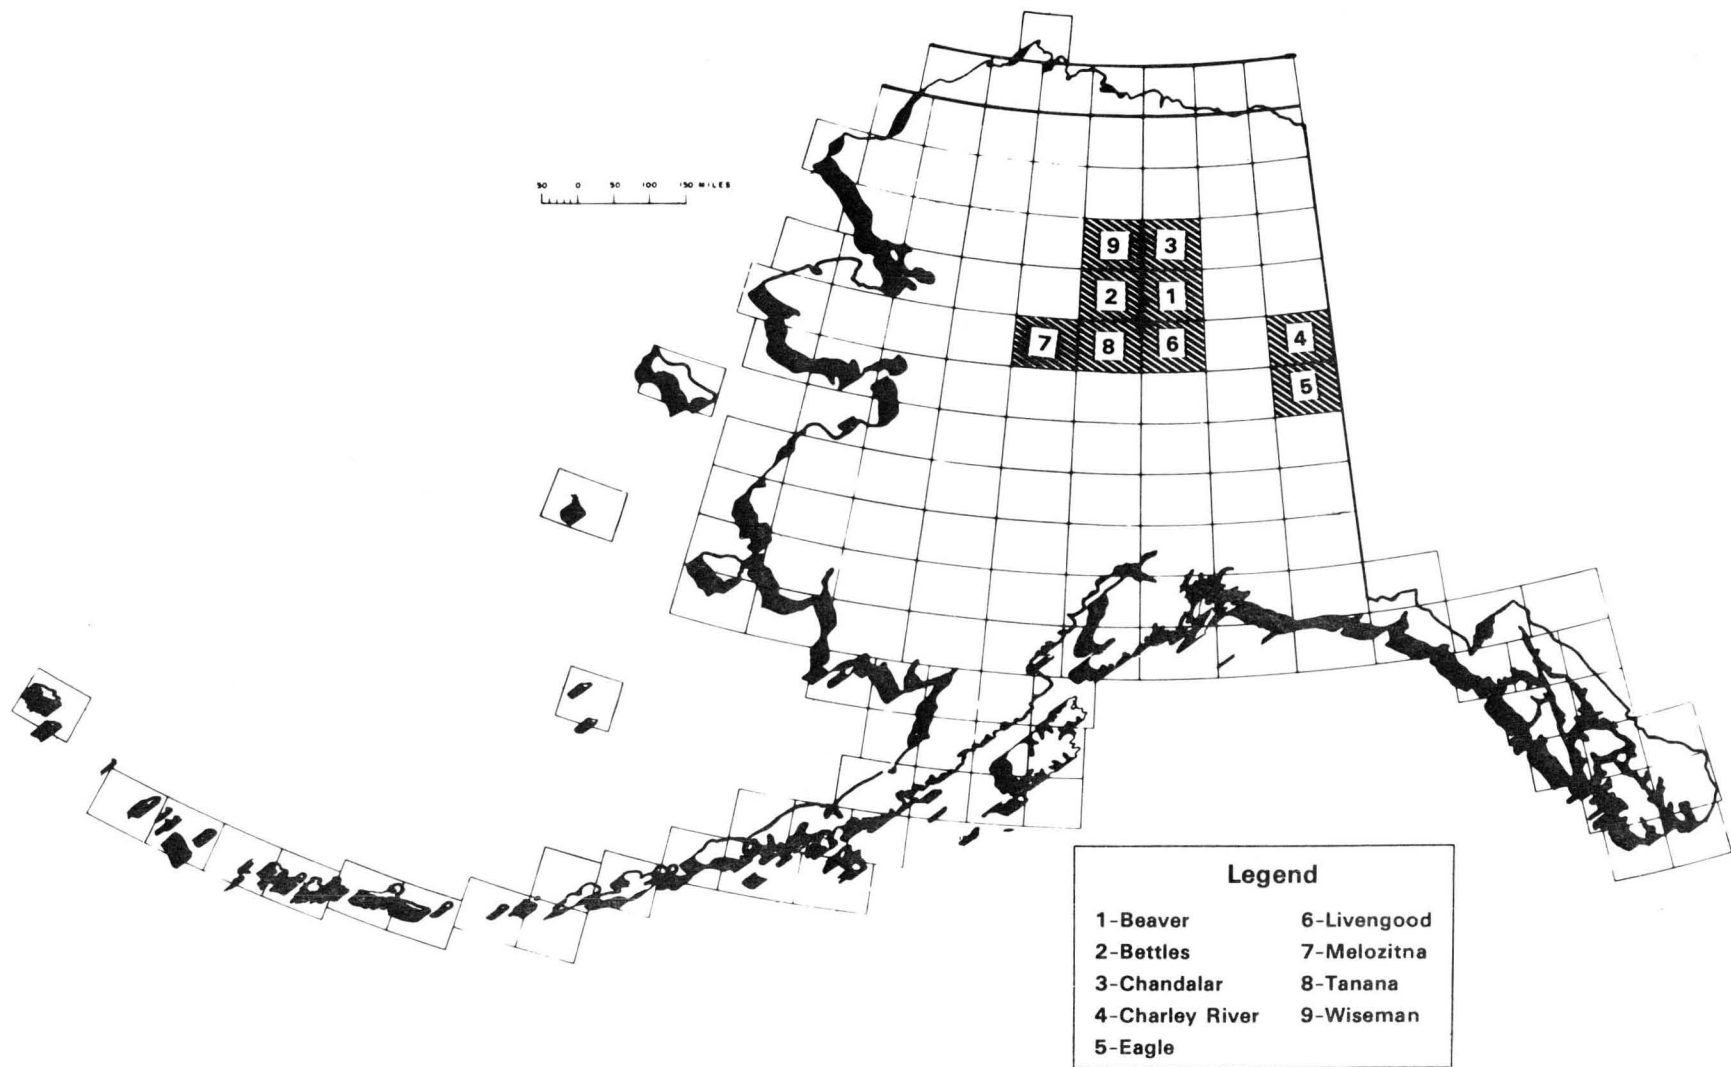 50 0 50 100 150 MILES
9 3
2 1
7 8 6 4
5
Legend
1-Beaver
2-Bettles
3-Chandalar
4-Charley River
5-Eagle
6-Livengood
7-Melozitna
8-Tanana
9-Wiseman